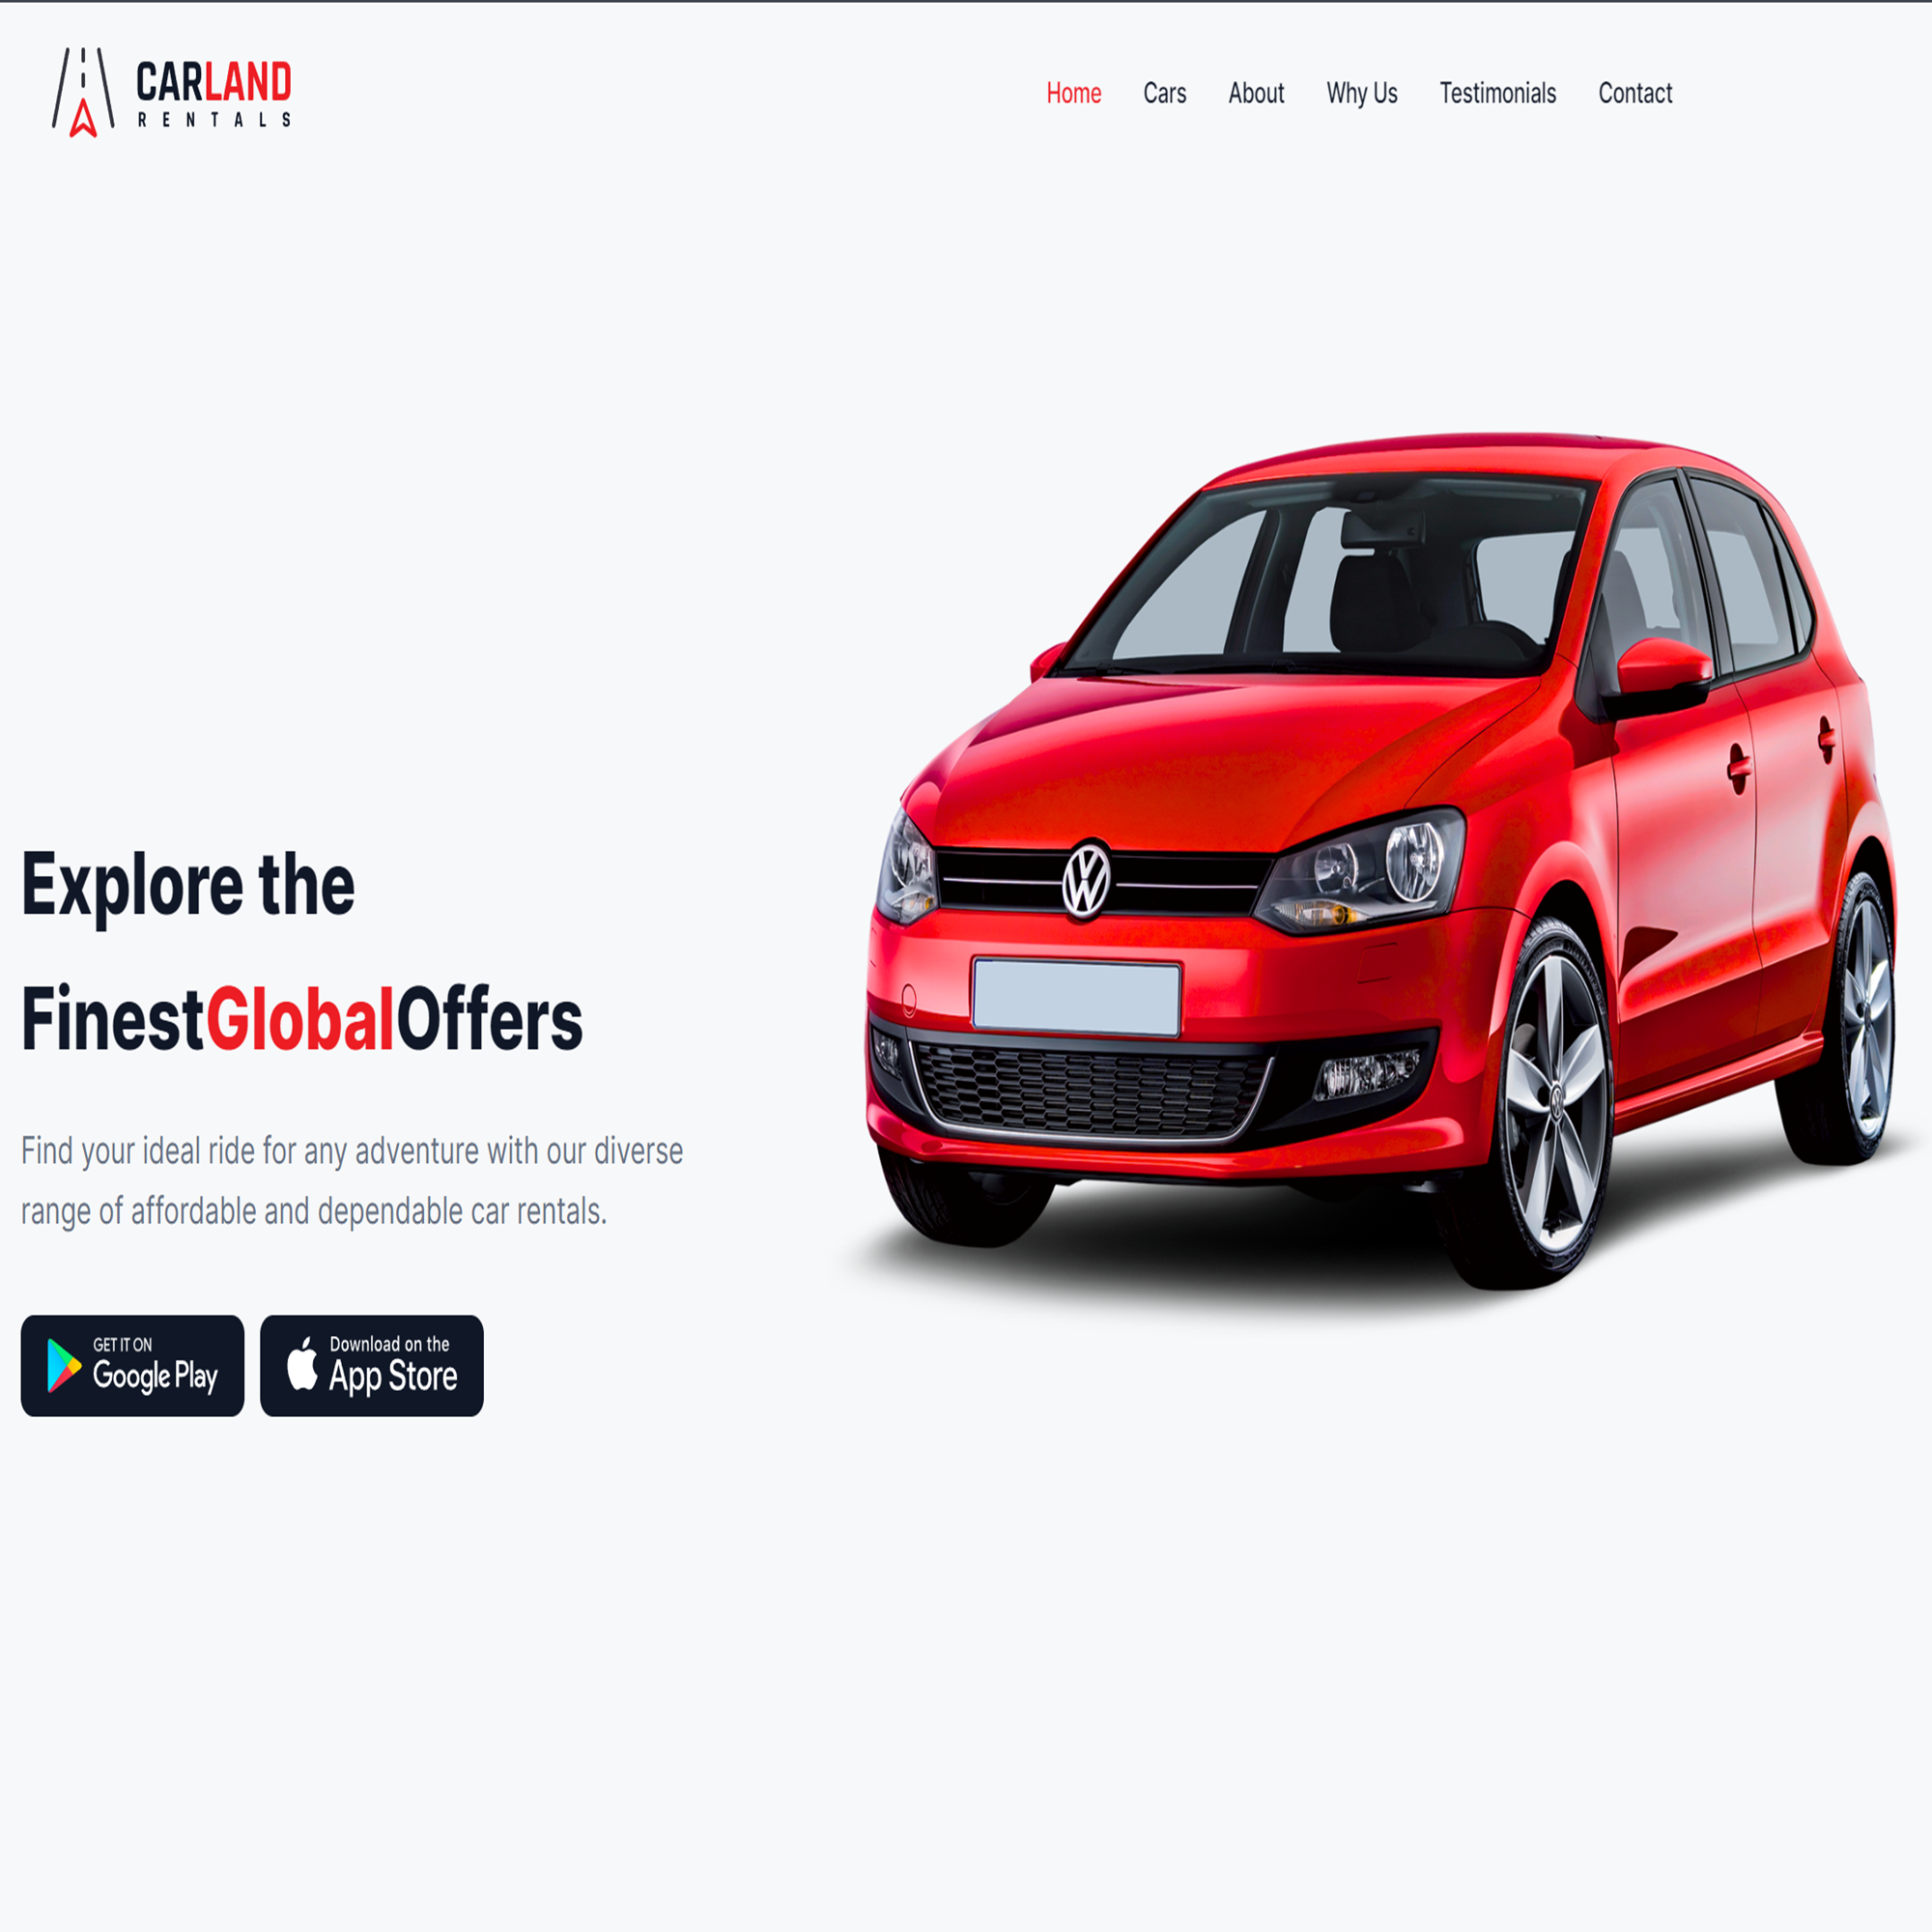 CARLAND
RENTALS
Home Cars About Why Us Testimonials Contact
Explore the
FinestGlobalOffers
Find your ideal ride for any adventure with our diverse
range of affordable and dependable car rentals.
GET IT ON
Google Play
Download on the
App Store